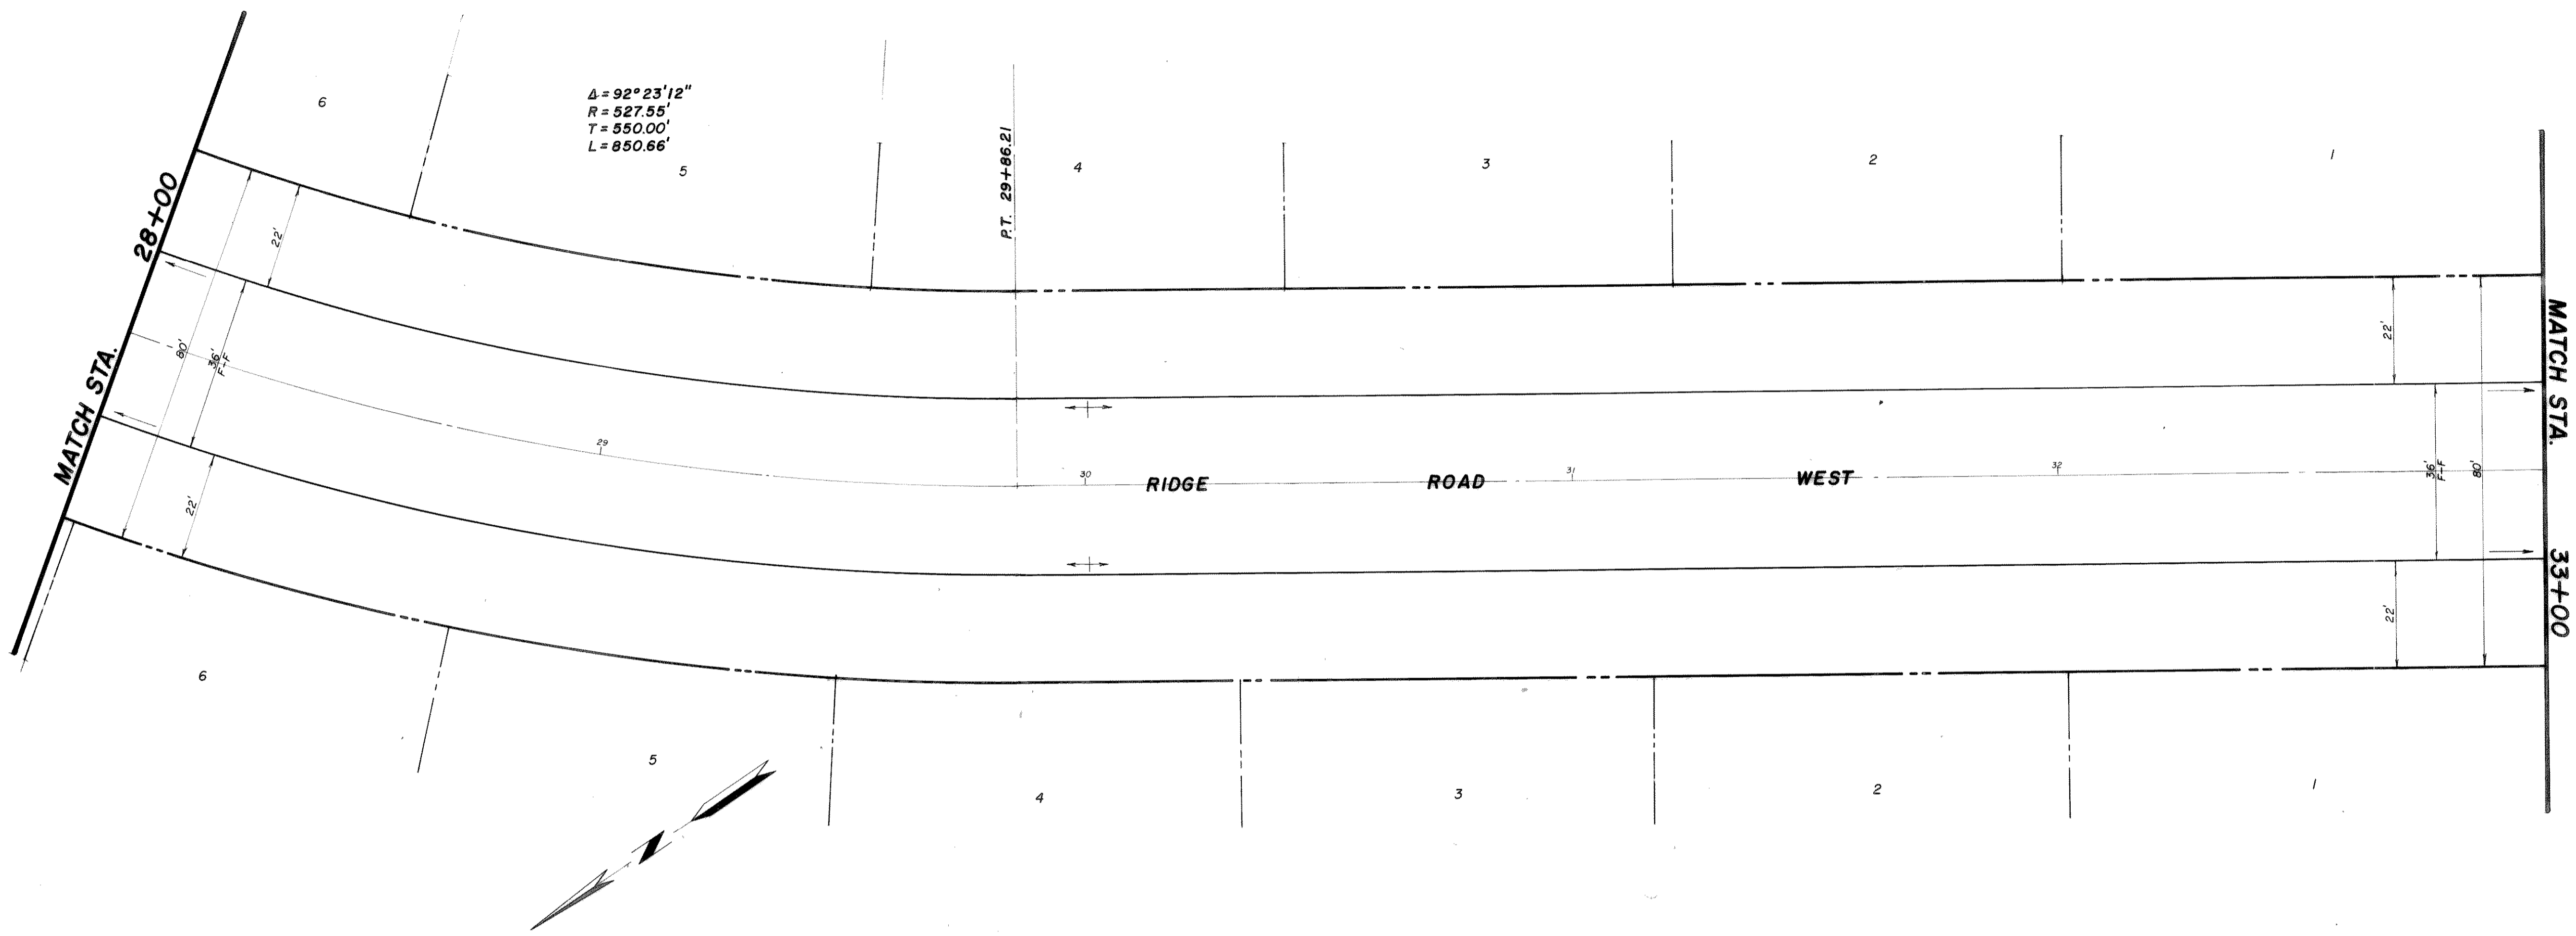 6
Δ = 92° 23' 12"
R = 527.55'
T = 550.00'
L = 850.66'
5
P.T. 29+86.21
4
3
2
1
MATCH STA. 28+00
22'
80'
36'
F-F
22'
29
30
31
32
RIDGE ROAD WEST
22'
36'
F-F
80'
22'
MATCH STA. 33+00
6
5
4
3
2
1
N